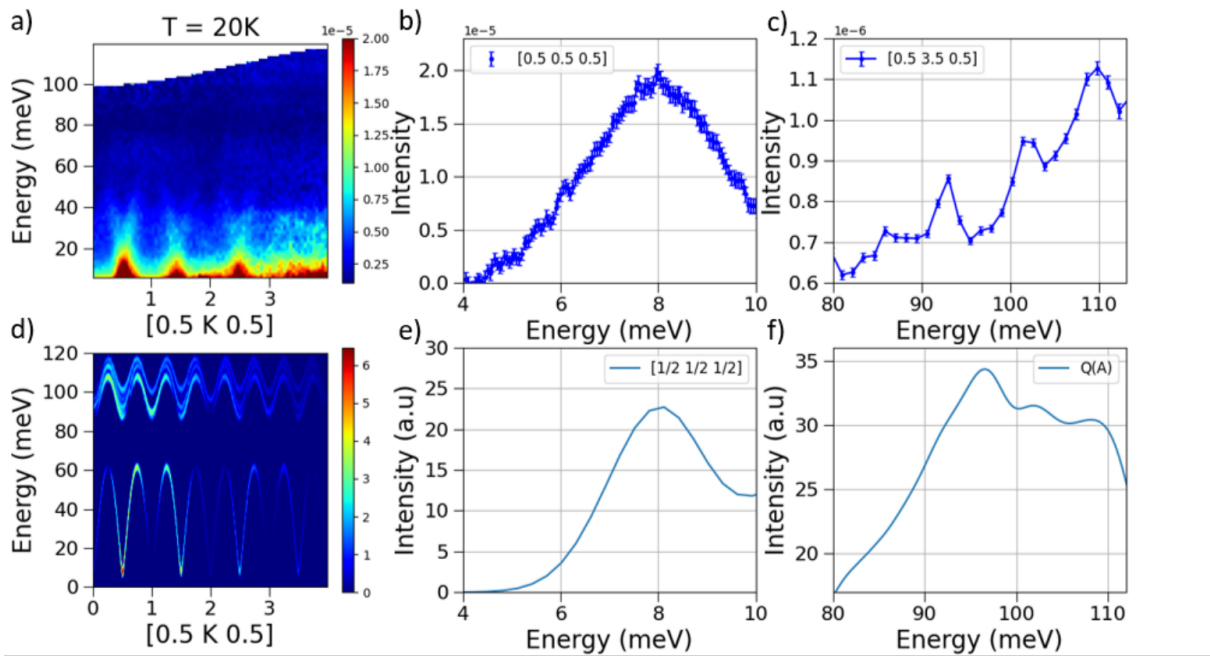 a)
T = 20K
Energy (meV)
100
80
60
40
20
1
2
3
[0.5 K 0.5]
1e−5
2.00
1.75
1.50
1.25
1.00
0.75
0.50
0.25
b)
1e−5
[0.5 0.5 0.5]
Intensity
2.0
1.5
1.0
0.5
0.0
4
6
8
10
Energy (meV)
c)
1e−6
[0.5 3.5 0.5]
Intensity
1.2
1.1
1.0
0.9
0.8
0.7
0.6
80
90
100
110
Energy (meV)
d)
Energy (meV)
120
100
80
60
40
20
0
0
1
2
3
[0.5 K 0.5]
6
5
4
3
2
1
0
e)
[1/2 1/2 1/2]
Intensity (a.u)
30
25
20
15
10
5
0
4
6
8
10
Energy (meV)
f)
Q(A)
Intensity (a.u)
35
30
25
20
80
90
100
110
Energy (meV)